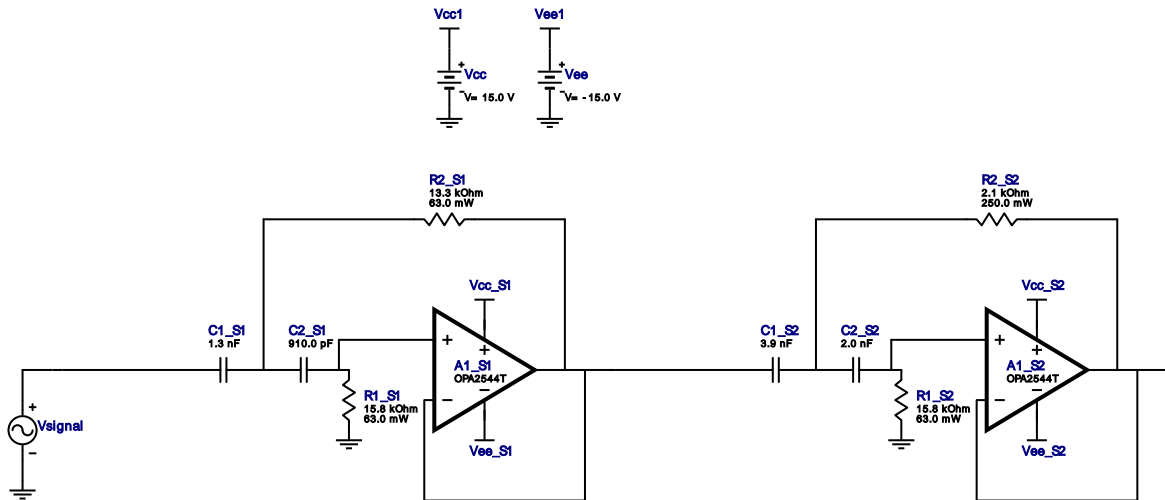 Vcc1
Vee1
+
Vcc
-
V= 15.0 V
+
Vee
-
V= -15.0 V
R2_S1
13.3 kOhm
63.0 mW
R2_S2
2.1 kOhm
250.0 mW
Vcc_S1
Vcc_S2
C1_S1
1.3 nF
C2_S1
910.0 pF
+
+
A1_S1
OPA2544T
-
-
R1_S1
15.8 kOhm
63.0 mW
Vee_S1
C1_S2
3.9 nF
C2_S2
2.0 nF
+
+
A1_S2
OPA2544T
-
-
R1_S2
15.8 kOhm
63.0 mW
Vee_S2
+
Vsignal
-